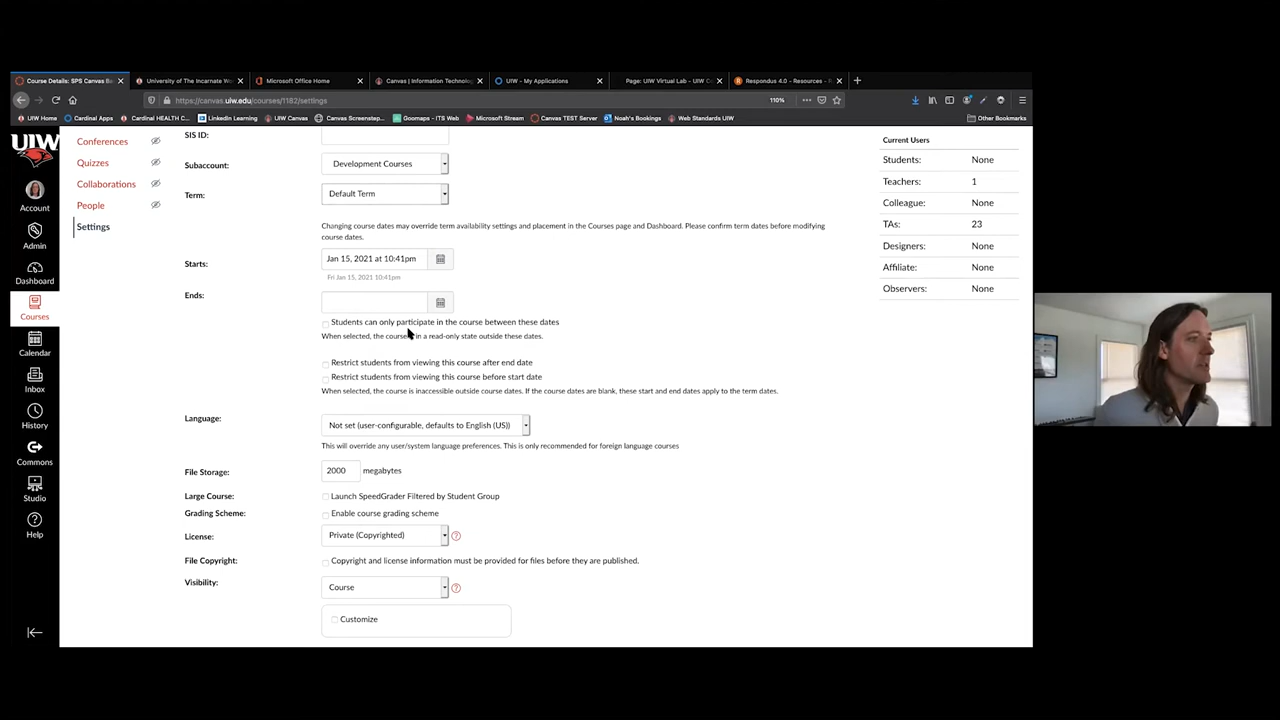 Course Details: SPS Canvas Ba
University of The Incarnate Wo
Microsoft Office Home
Canvas | Information Technolog
UIW - My Applications
Page: UIW Virtual Lab - UIW C
Respondus 4.0 - Resources - R
https://canvas.uiw.edu/courses/1182/settings
110%
UIW Home
Cardinal Apps
Cardinal HEALTH C...
LinkedIn Learning
UIW Canvas
Canvas Screenstep...
Goomaps - ITS Web
Microsoft Stream
Canvas TEST Server
Noah's Bookings
Web Standards UIW
Other Bookmarks
UIW
Account
Admin
Dashboard
Courses
Calendar
Inbox
History
Commons
Studio
Help
Conferences
Quizzes
Collaborations
People
Settings
SIS ID:
Subaccount:
Development Courses
Term:
Default Term
Changing course dates may override term availability settings and placement in the Courses page and Dashboard. Please confirm term dates before modifying
course dates.
Starts:
Jan 15, 2021 at 10:41pm
Fri Jan 15, 2021 10:41pm
Ends:
Students can only participate in the course between these dates
When selected, the course in a read-only state outside these dates.
Restrict students from viewing this course after end date
Restrict students from viewing this course before start date
When selected, the course is inaccessible outside course dates. If the course dates are blank, these start and end dates apply to the term dates.
Language:
Not set (user-configurable, defaults to English (US))
This will override any user/system language preferences. This is only recommended for foreign language courses
File Storage:
2000 megabytes
Large Course:
Launch SpeedGrader Filtered by Student Group
Grading Scheme:
Enable course grading scheme
License:
Private (Copyrighted)
File Copyright:
Copyright and license information must be provided for files before they are published.
Visibility:
Course
Customize
Current Users
Students: None
Teachers: 1
Colleague: None
TAs: 23
Designers: None
Affiliate: None
Observers: None